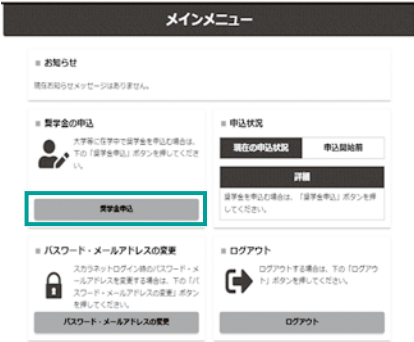 メインメニュー
お知らせ
現在お知らせメッセージはありません。
奨学金の申込
大学等に在学中で奨学金を申込む場合は、
下の「奨学金申込」ボタンを押してくださ
い。
奨学金申込
申込状況
現在の申込状況 申込開始前
詳細
奨学金を申込む場合は、「奨学金申込」ボタンを押
してください。
パスワード・メールアドレスの変更
スカラネットログイン後のパスワード・メ
ールアドレスを変更する場合は、下の「パ
スワード・メールアドレスの変更」ボタン
を押してください。
パスワード・メールアドレスの変更
ログアウト
ログアウトする場合は、下の「ログアウ
ト」ボタンを押してください。
ログアウト